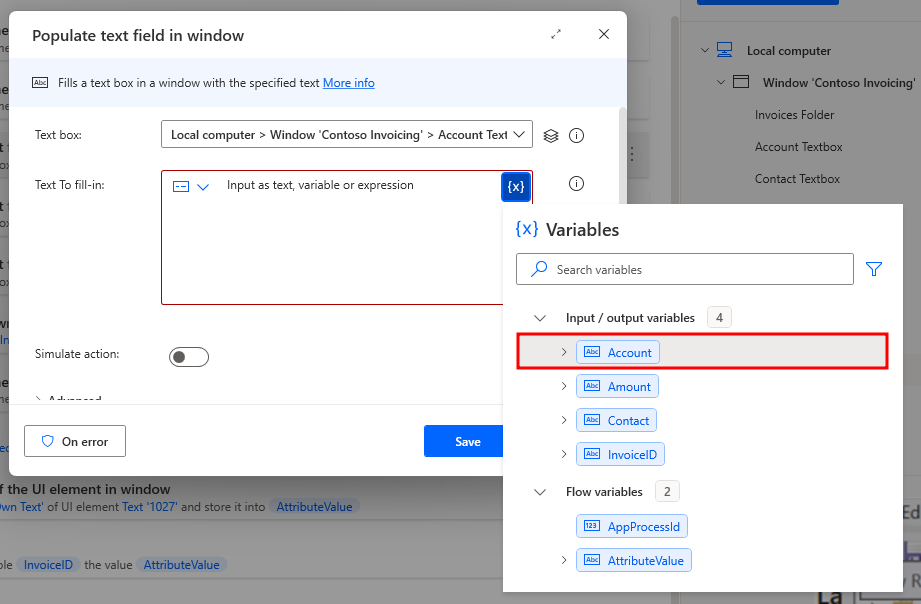 Populate text field in window
Abc Fills a text box in a window with the specified text More info
Text box:
Local computer > Window 'Contoso Invoicing' > Account Text
Text To fill-in:
Input as text, variable or expression
{x}
Simulate action:
Advanced
On error
Save
of the UI element in window
Own Text' of UI element Text '1027' and store it into AttributeValue
InvoiceID the value AttributeValue
Local computer
Window 'Contoso Invoicing'
Invoices Folder
Account Textbox
Contact Textbox
{x} Variables
Search variables
Input / output variables 4
Abc Account
Abc Amount
Abc Contact
Abc InvoiceID
Flow variables 2
123 AppProcessId
Abc AttributeValue
Ed
R
La